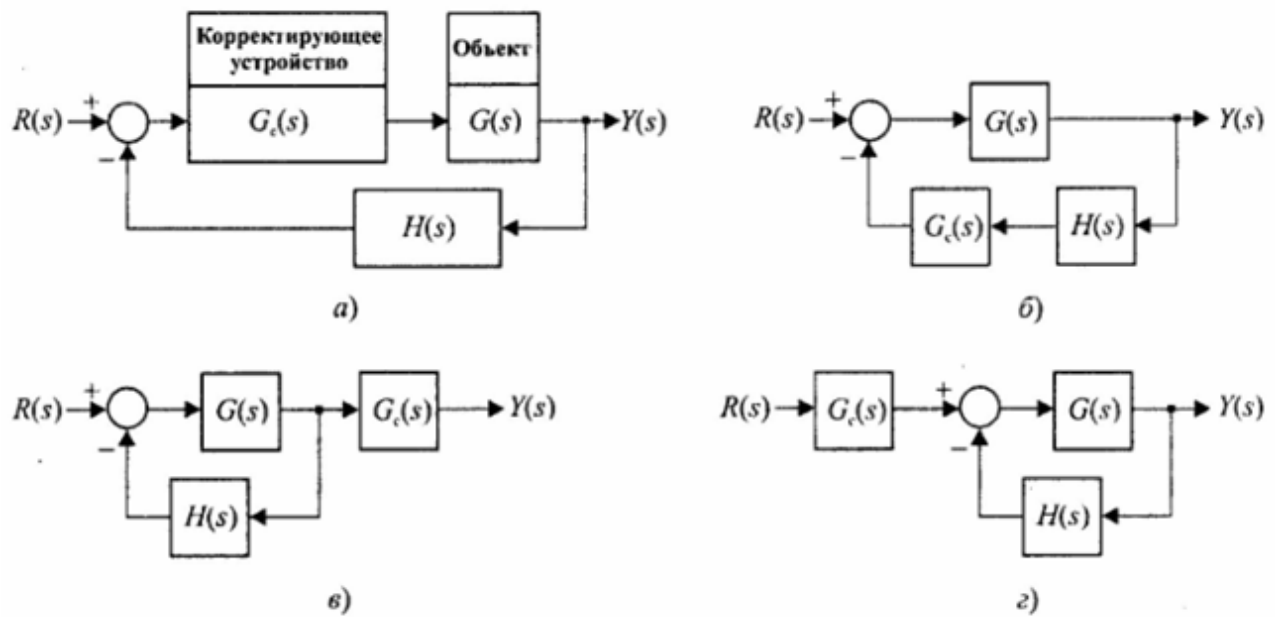 Корректирующее
устройство
Объект
R(s)
+
−
G_c(s)
G(s)
Y(s)
H(s)
а)
R(s)
+
−
G(s)
Y(s)
G_c(s)
H(s)
б)
R(s)
+
−
G(s)
G_c(s)
Y(s)
H(s)
в)
R(s)
G_c(s)
+
−
G(s)
Y(s)
H(s)
г)